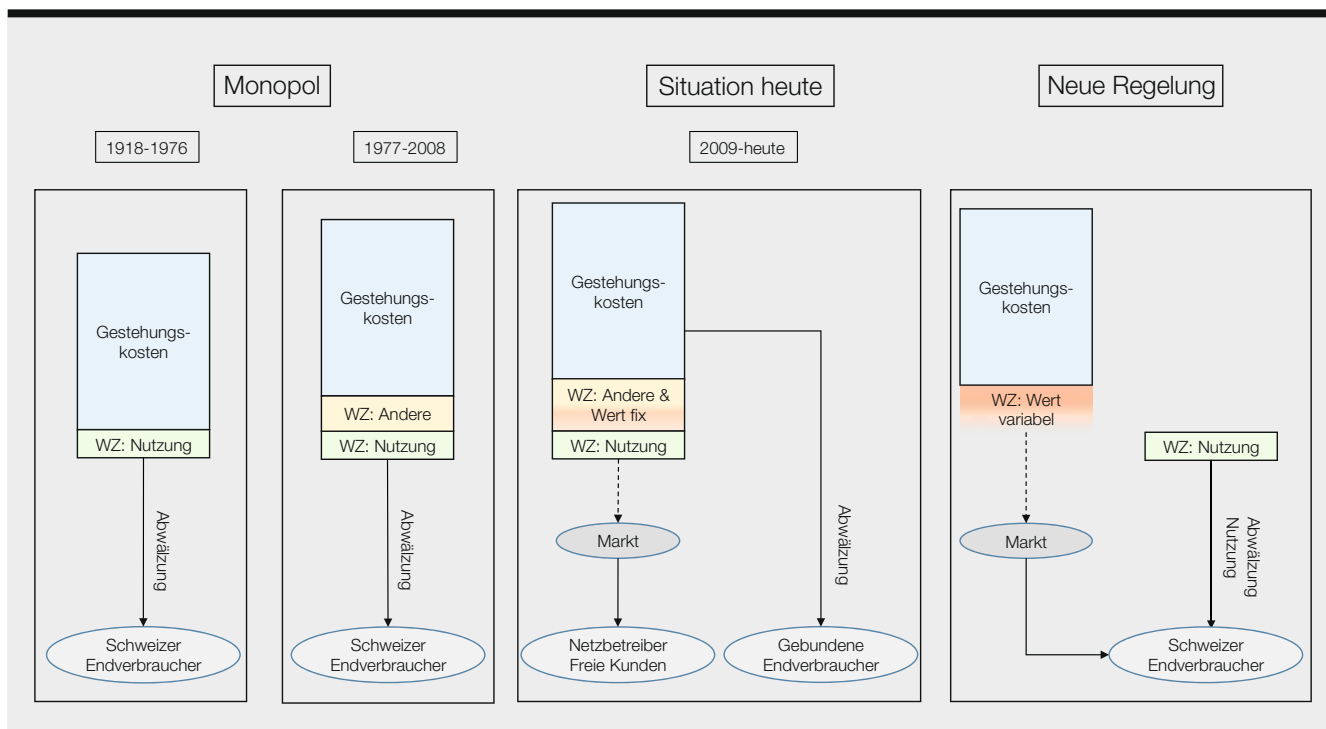 Monopol
Situation heute
Neue Regelung
1918-1976
1977-2008
2009-heute
Gestehungs-
kosten
WZ: Nutzung
Abwälzung
Schweizer
Endverbraucher
Gestehungs-
kosten
WZ: Andere
WZ: Nutzung
Abwälzung
Schweizer
Endverbraucher
Gestehungs-
kosten
WZ: Andere &
Wert fix
WZ: Nutzung
Markt
Abwälzung
Netzbetreiber
Freie Kunden
Gebundene
Endverbraucher
Gestehungs-
kosten
WZ: Wert
variabel
WZ: Nutzung
Markt
Abwälzung
Nutzung
Schweizer
Endverbraucher